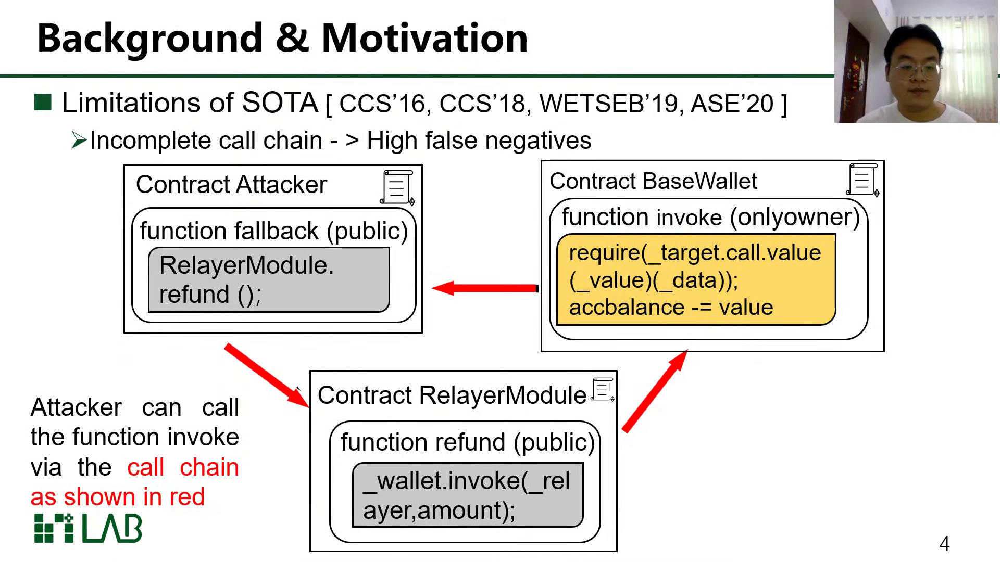 Background & Motivation
Limitations of SOTA [ CCS’16, CCS’18, WETSEB’19, ASE’20 ]
Incomplete call chain - > High false negatives
Contract Attacker
function fallback (public)
RelayerModule.
refund ();
Contract BaseWallet
function invoke (onlyowner)
require(_target.call.value
(_value)(_data));
accbalance -= value
Contract RelayerModule
function refund (public)
_wallet.invoke(_rel
ayer,amount);
Attacker can call
the function invoke
via the call chain
as shown in red
LAB
4